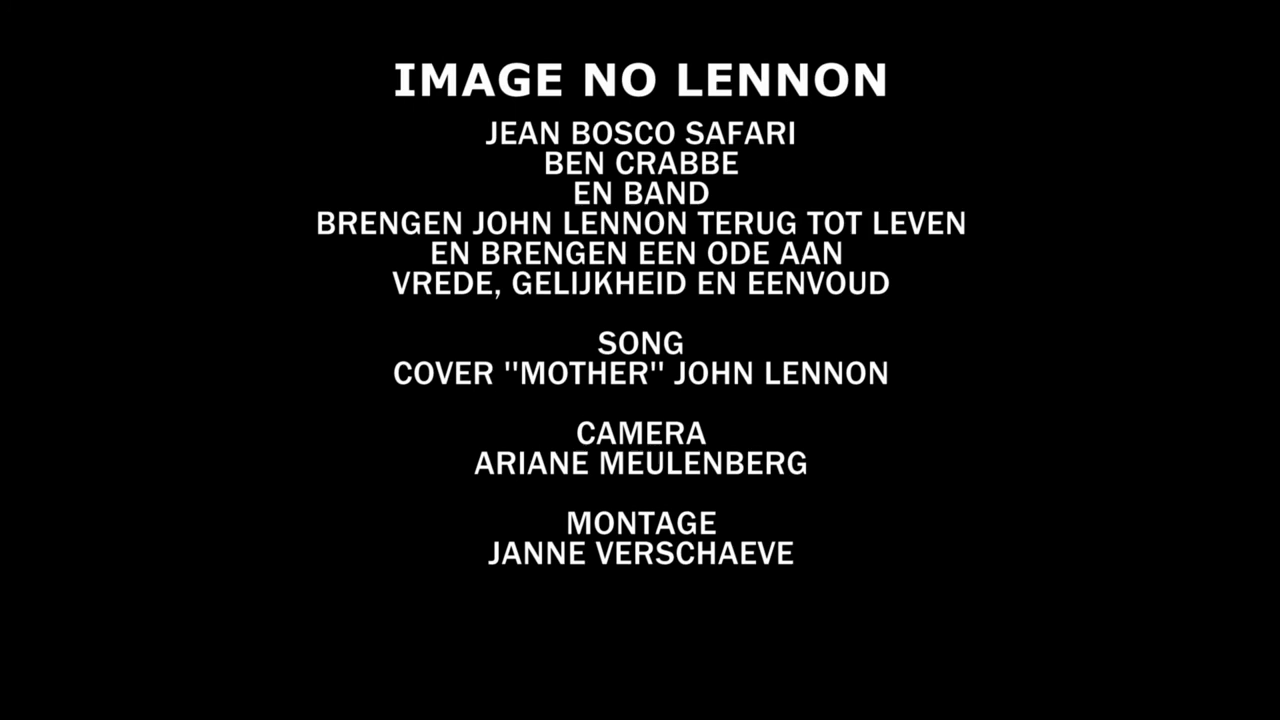 IMAGE NO LENNON
JEAN BOSCO SAFARI
BEN CRABBE
EN BAND
BRENGEN JOHN LENNON TERUG TOT LEVEN
EN BRENGEN EEN ODE AAN
VREDE, GELIJKHEID EN EENVOUD
SONG
COVER "MOTHER" JOHN LENNON
CAMERA
ARIANE MEULENBERG
MONTAGE
JANNE VERSCHAEVE